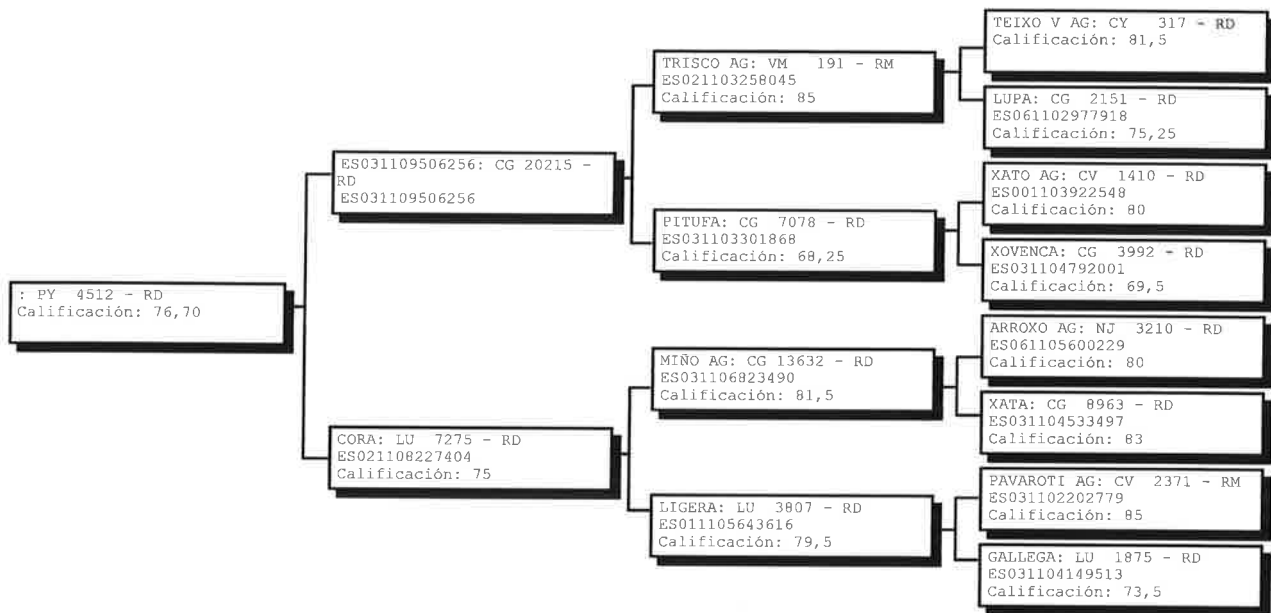 TEIXO V AG: CY 317 - RD
Calificación: 81,5
TRISCO AG: VM 191 - RM
ES021103258045
Calificación: 85
LUPA: CG 2151 - RD
ES061102977918
Calificación: 75,25
ES031109506256: CG 20215 -
RD
ES031109506256
XATO AG: CV 1410 - RD
ES001103922548
Calificación: 80
PITUFA: CG 7078 - RD
ES031103301868
Calificación: 68,25
XOVENCA: CG 3992 - RD
ES031104792001
Calificación: 69,5
: PY 4512 - RD
Calificación: 76,70
ARROXO AG: NJ 3210 - RD
ES061105600229
Calificación: 80
MIÑO AG: CG 13632 - RD
ES031106823490
Calificación: 81,5
XATA: CG 8963 - RD
ES031104533497
Calificación: 83
CORA: LU 7275 - RD
ES021108227404
Calificación: 75
PAVAROTI AG: CV 2371 - RM
ES031102202779
Calificación: 85
LIGERA: LU 3807 - RD
ES011105643616
Calificación: 79,5
GALLEGA: LU 1875 - RD
ES031104149513
Calificación: 73,5